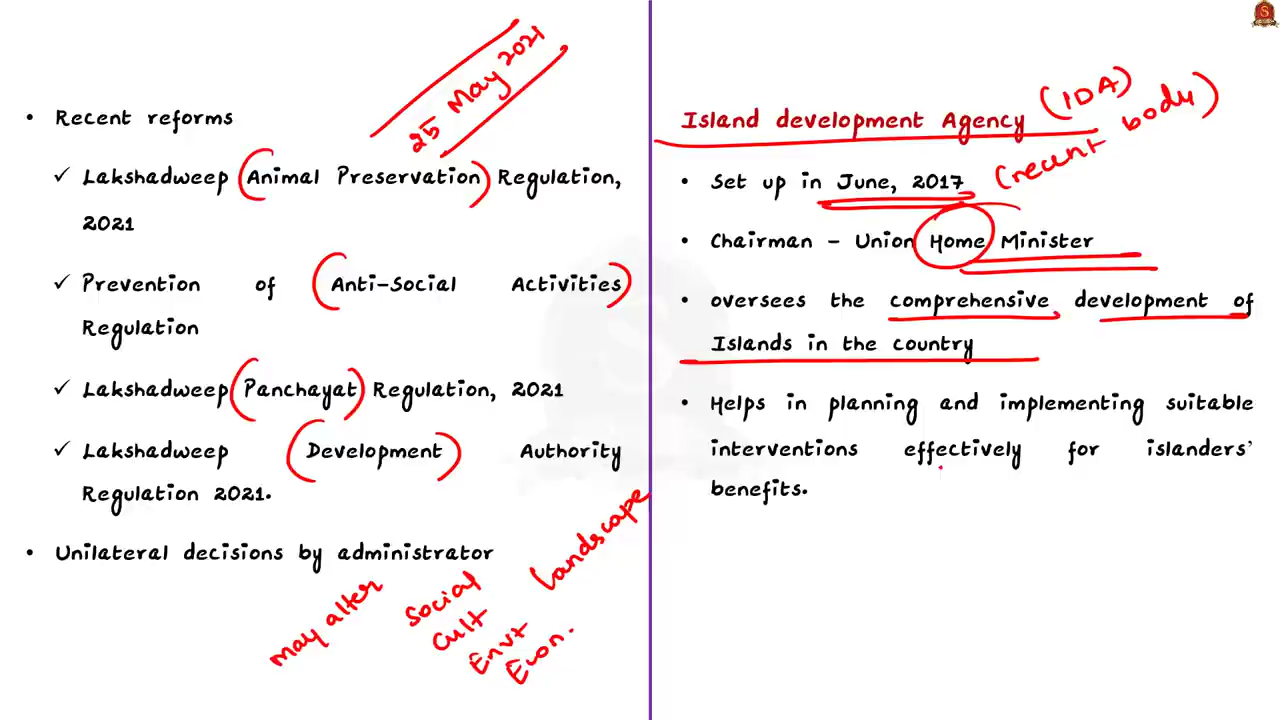 25 May 2021
• Recent reforms
✓ Lakshadweep (Animal Preservation) Regulation,
2021
✓ Prevention of (Anti-Social Activities)
Regulation
✓ Lakshadweep (Panchayat) Regulation, 2021
✓ Lakshadweep (Development) Authority
Regulation 2021.
• Unilateral decisions by administrator
may alter
Social
Cult
Envt
Econ.
landscape
Island development Agency (IDA)
(recent body)
• Set up in June, 2017
• Chairman - Union Home Minister
• oversees the comprehensive development of
Islands in the country
• Helps in planning and implementing suitable
interventions effectively for islanders'
benefits.